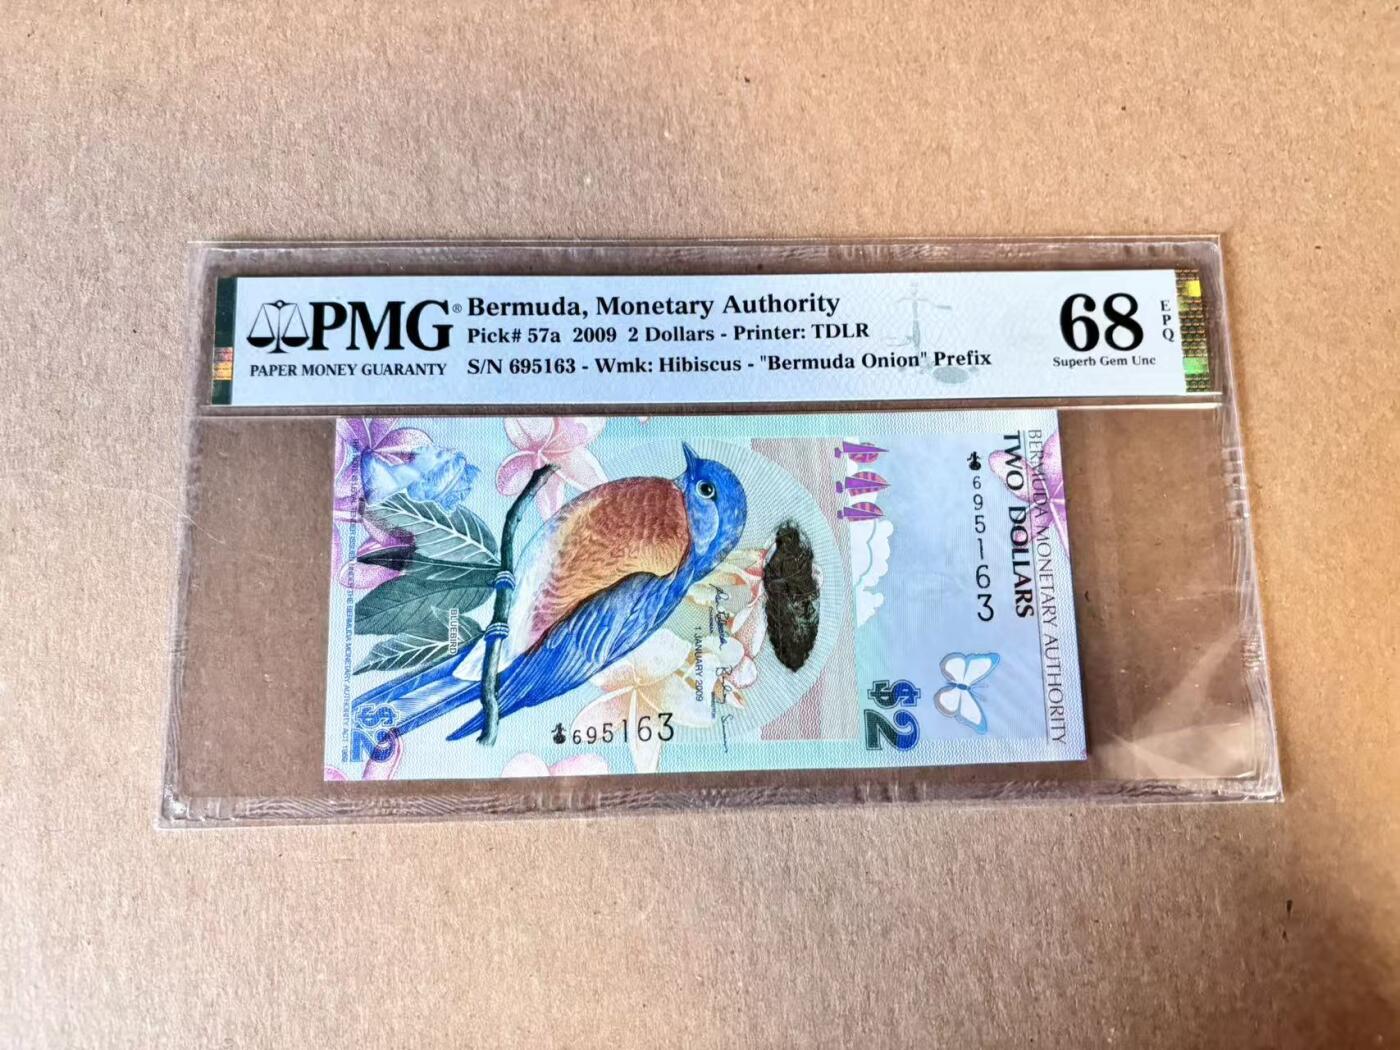 PMG®
PAPER MONEY GUARANTY
Bermuda, Monetary Authority
Pick# 57a 2009 2 Dollars - Printer: TDLR
S/N 695163 - Wmk: Hibiscus - "Bermuda Onion" Prefix
68
EPQ
Superb Gem Unc
BERMUDA MONETARY AUTHORITY
TWO DOLLARS
695163
BLUEBIRD
1 JANUARY 2009
695163
$2
$2